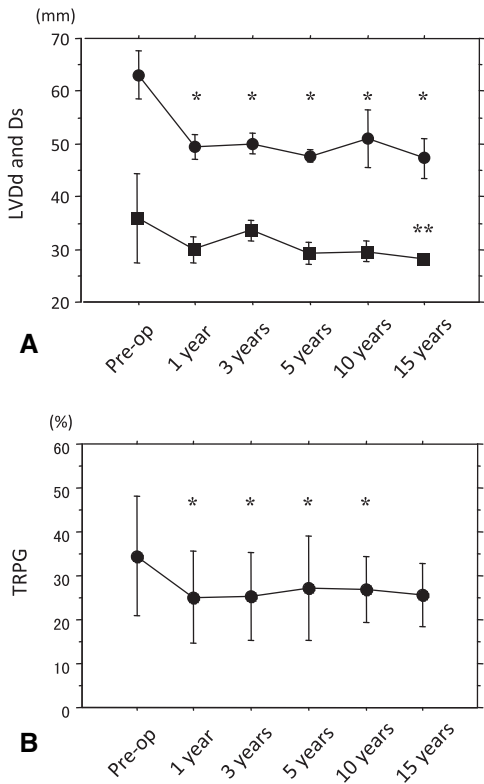 (mm)
70
60
50
40
30
20
LVDd and Ds
* * * * *
**
A
Pre-op
1 year
3 years
5 years
10 years
15 years
(%)
60
50
40
30
20
10
0
TRPG
* * * *
B
Pre-op
1 year
3 years
5 years
10 years
15 years